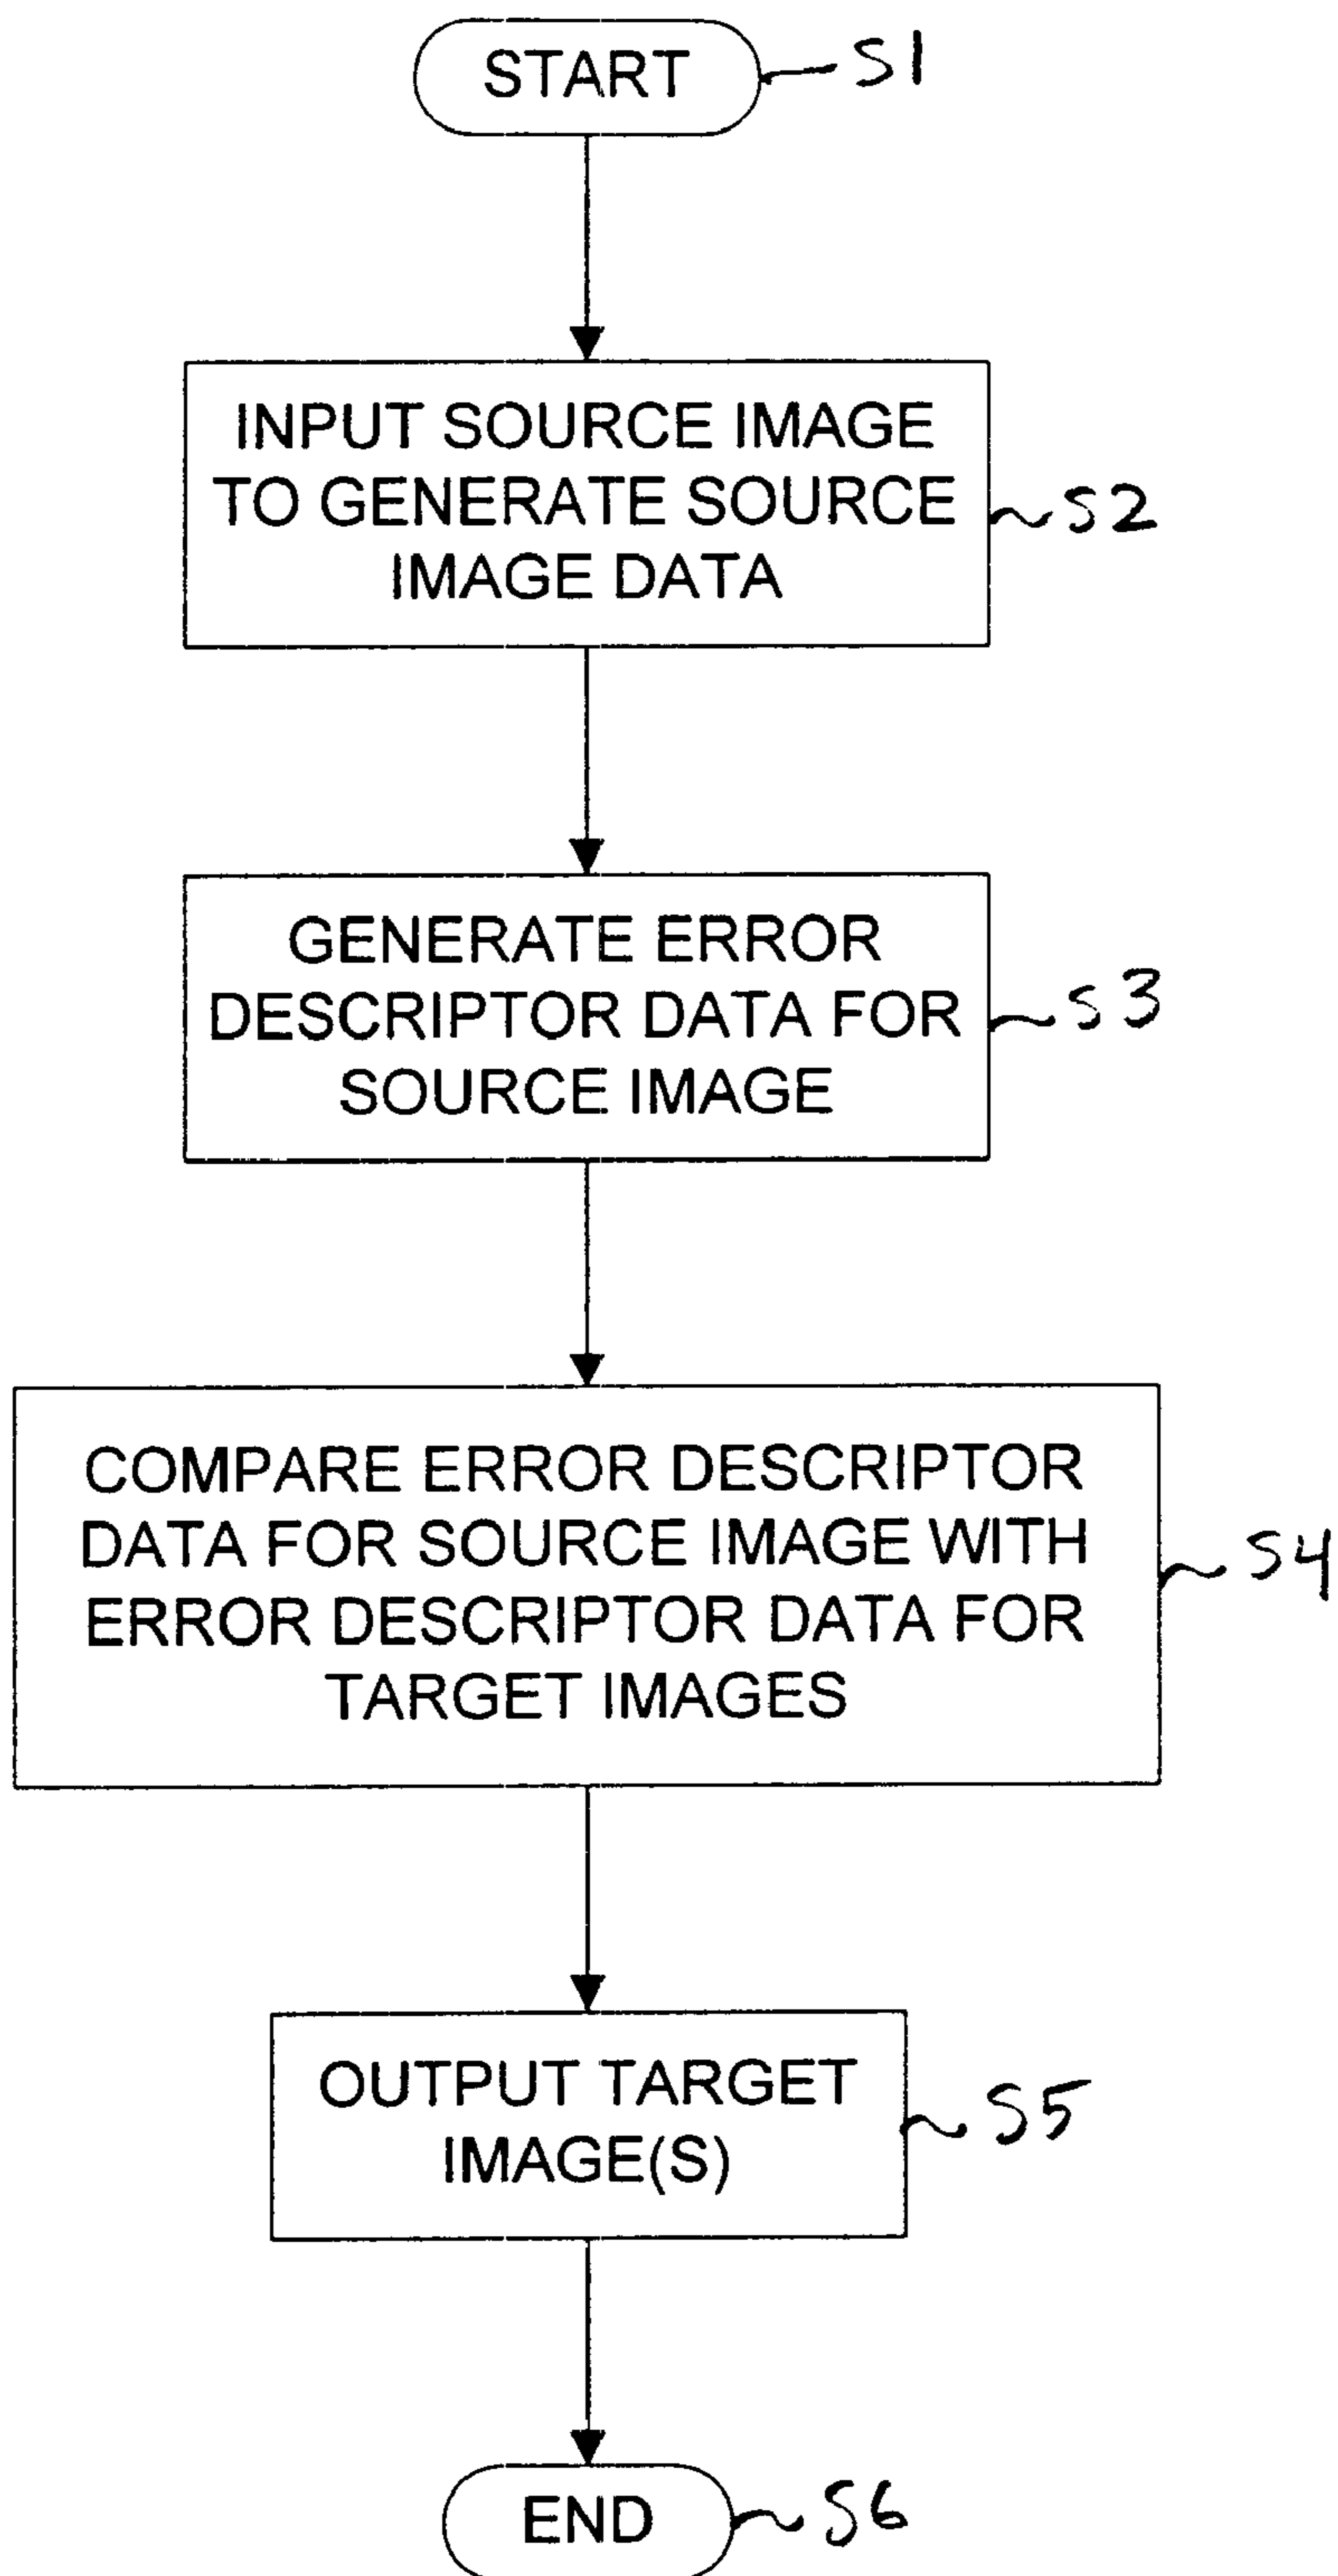 START
S1
INPUT SOURCE IMAGE
TO GENERATE SOURCE
IMAGE DATA
S2
GENERATE ERROR
DESCRIPTOR DATA FOR
SOURCE IMAGE
S3
COMPARE ERROR DESCRIPTOR
DATA FOR SOURCE IMAGE WITH
ERROR DESCRIPTOR DATA FOR
TARGET IMAGES
S4
OUTPUT TARGET
IMAGE(S)
S5
END
S6